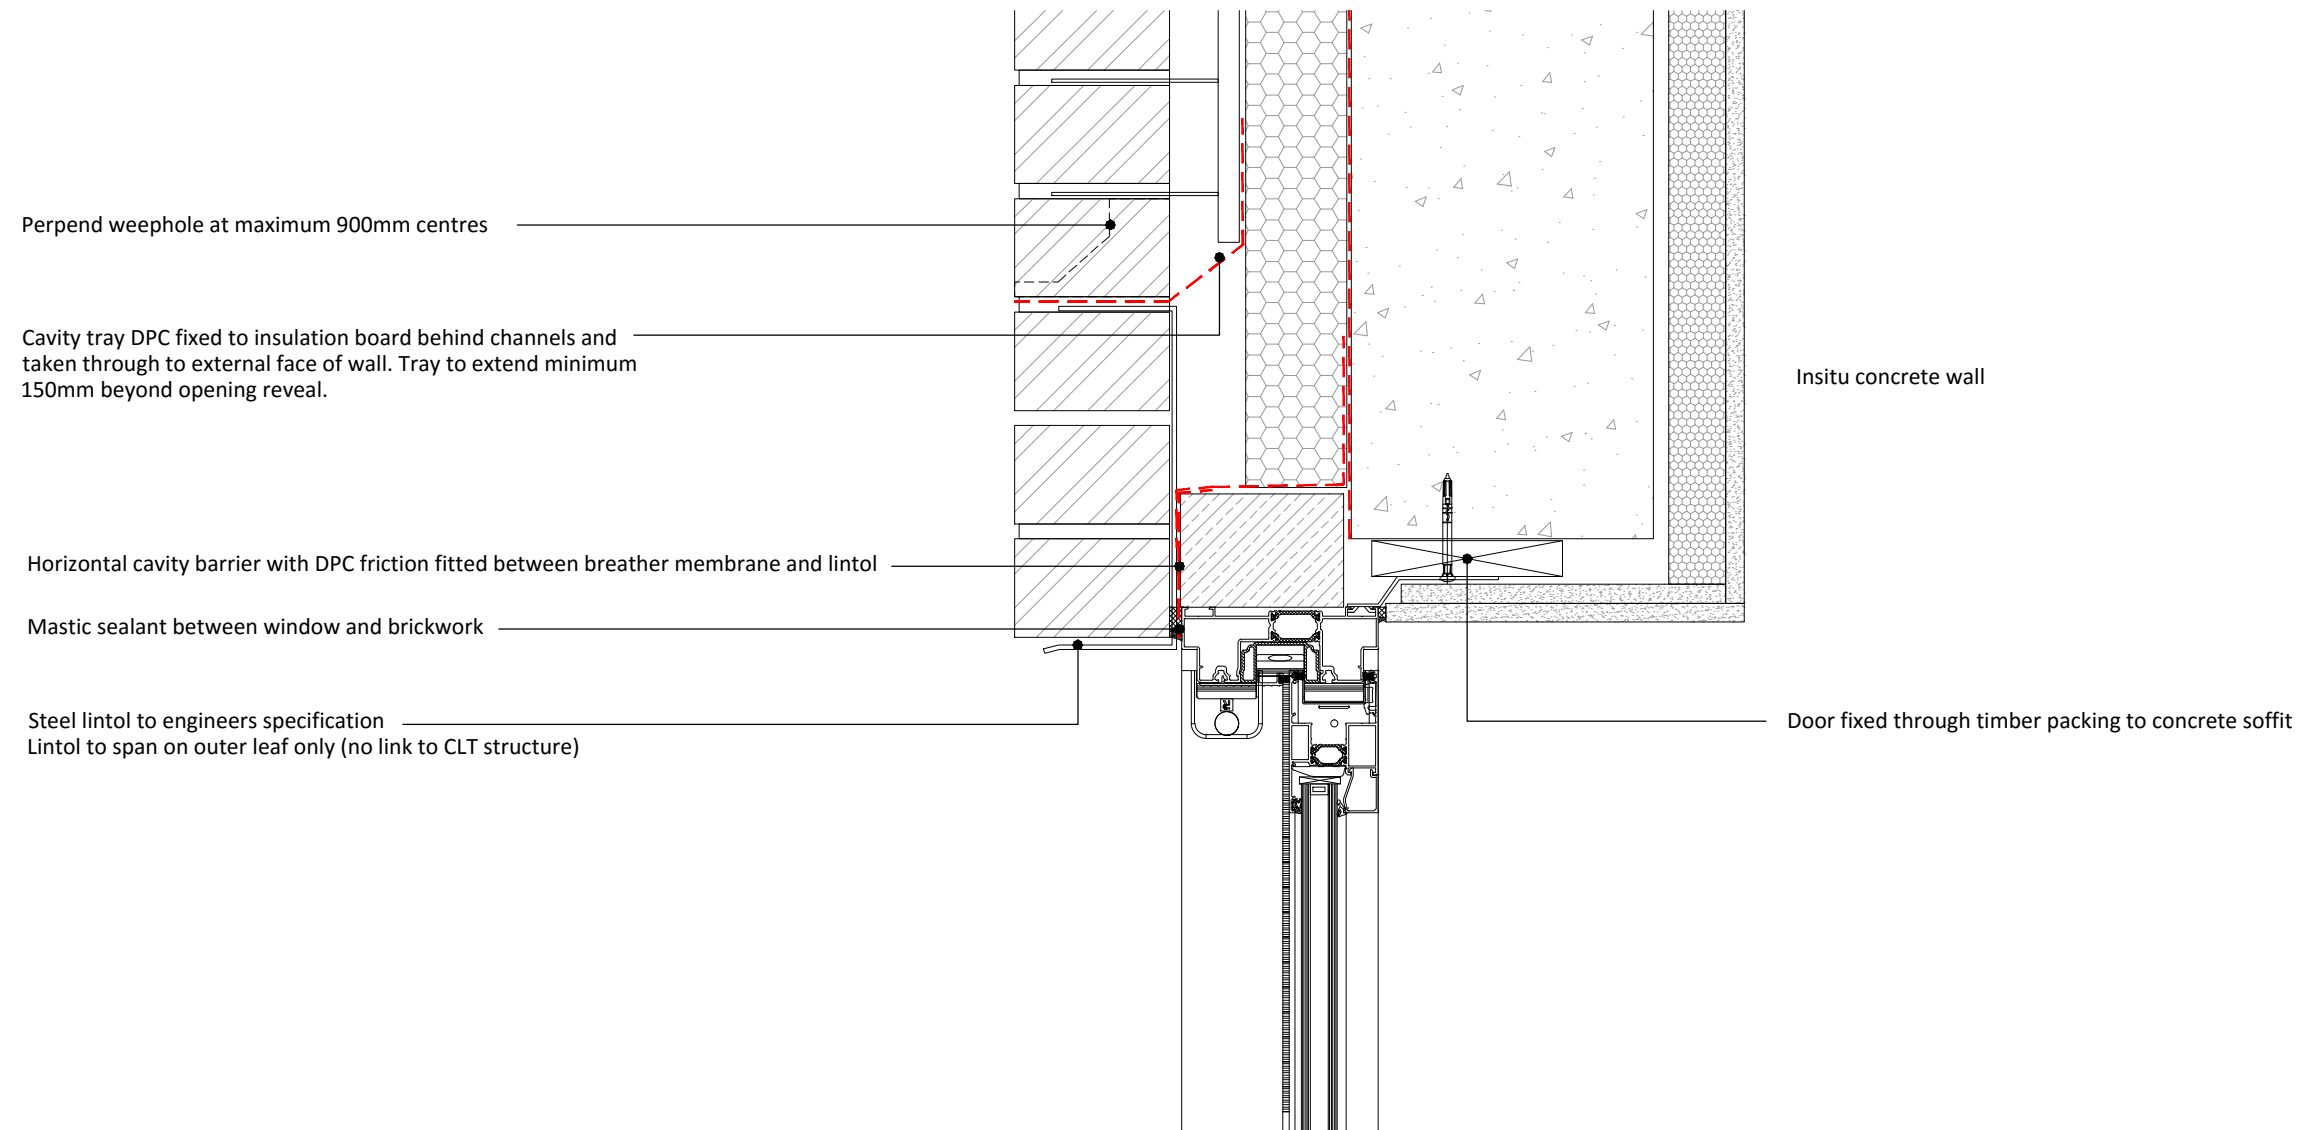 Perpend weephole at maximum 900mm centres
Cavity tray DPC fixed to insulation board behind channels and
taken through to external face of wall. Tray to extend minimum
150mm beyond opening reveal.
Insitu concrete wall
Horizontal cavity barrier with DPC friction fitted between breather membrane and lintol
Mastic sealant between window and brickwork
Steel lintol to engineers specification
Lintol to span on outer leaf only (no link to CLT structure)
Door fixed through timber packing to concrete soffit